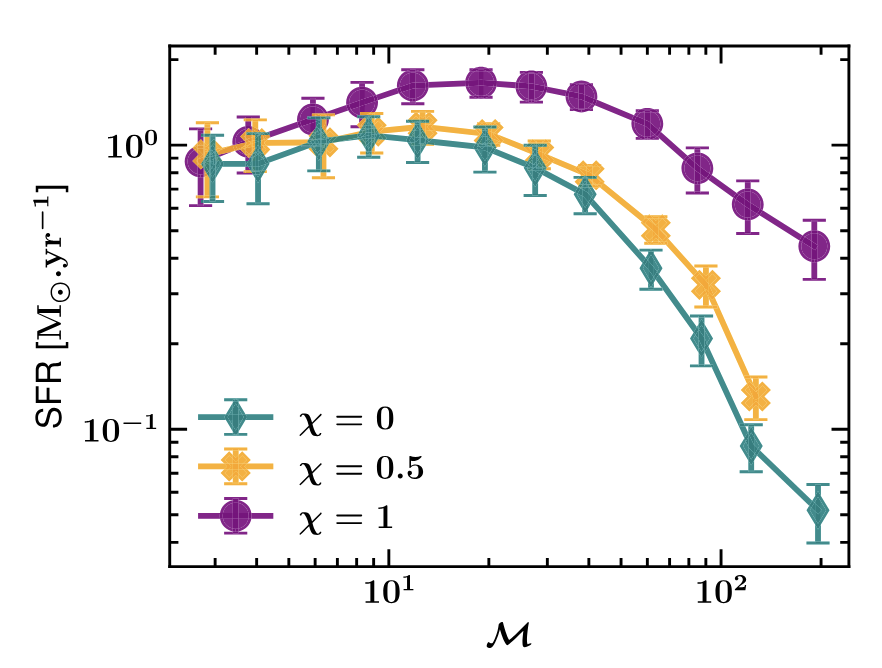 SFR [M⊙.yr⁻¹]
10⁰
10⁻¹
χ = 0
χ = 0.5
χ = 1
10¹ 10²
ℳ